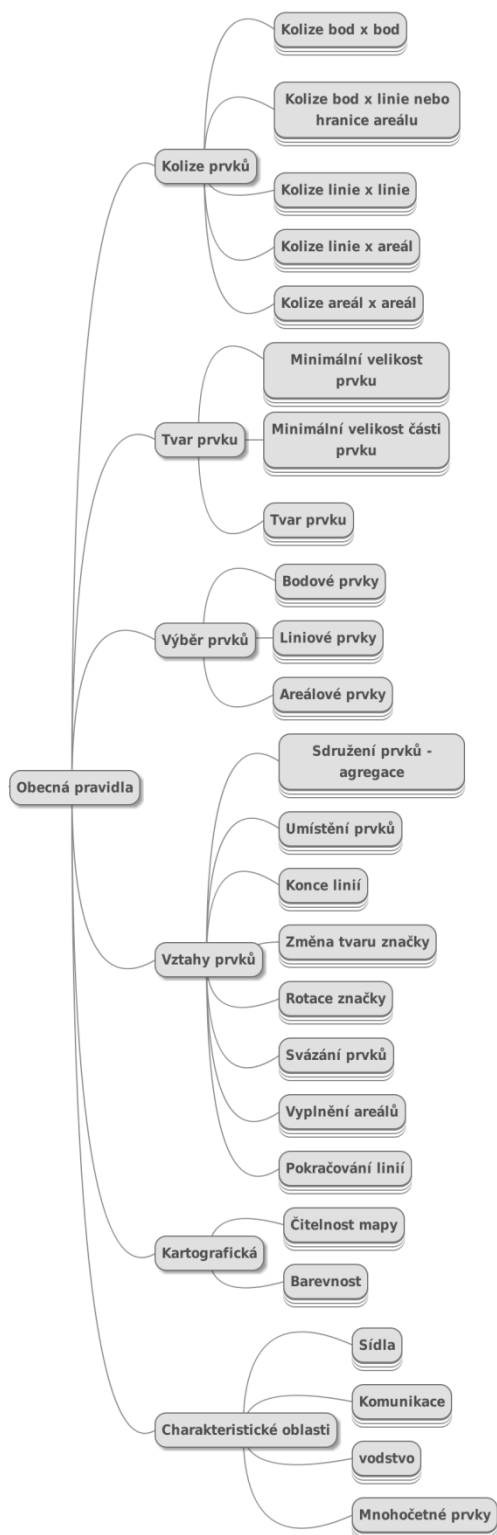 Kolize bod x bod
Kolize bod x linie nebo
hranice areálu
Kolize prvků
Kolize linie x linie
Kolize linie x areál
Kolize areál x areál
Minimální velikost
prvku
Tvar prvku
Minimální velikost části
prvku
Tvar prvku
Bodové prvky
Výběr prvků
Liniové prvky
Areálové prvky
Obecná pravidla
Sdružení prvků -
agregace
Umístění prvků
Konce linií
Vztahy prvků
Změna tvaru značky
Rotace značky
Svázání prvků
Vyplnění areálů
Pokračování linií
Čitelnost mapy
Kartografická
Barevnost
Sídla
Komunikace
Charakteristické oblasti
vodstvo
Mnohočetné prvky